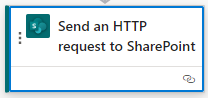 Send an HTTP
request to SharePoint